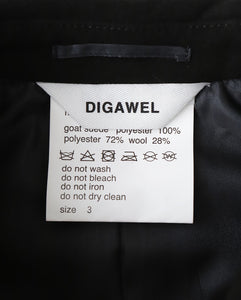 DIGAWEL
goat suede polyester 100%
polyester 72% wool 28%
do not wash
do not bleach
do not iron
do not dry clean
size 3